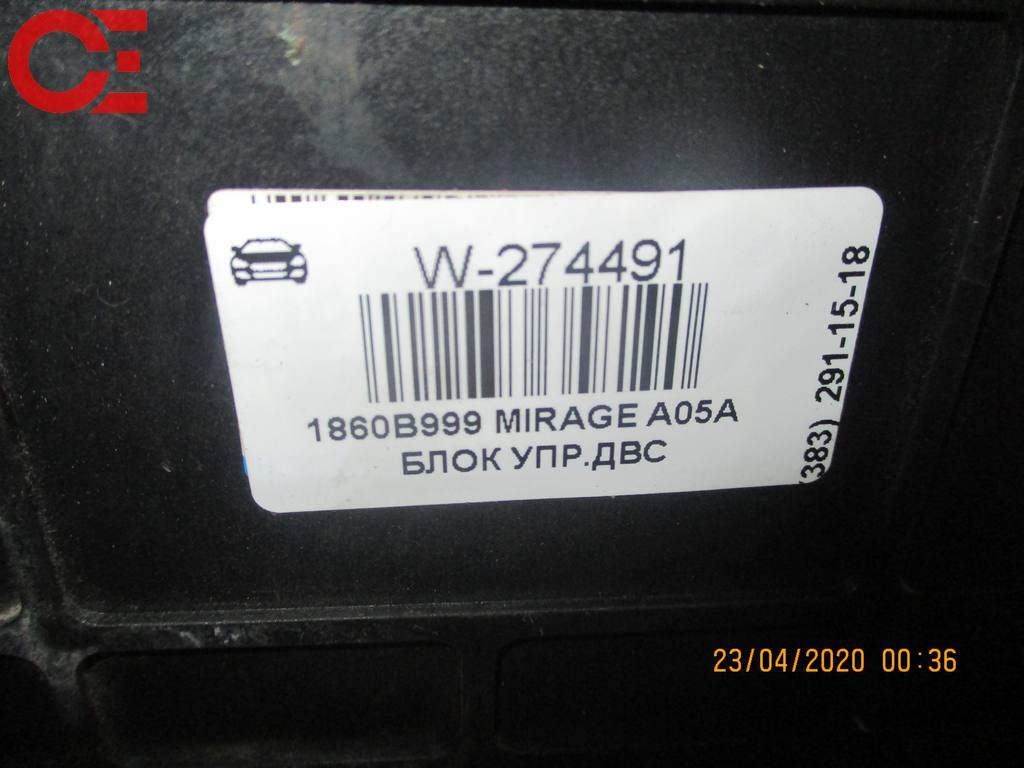 W-274491
1860B999 MIRAGE A05A
БЛОК УПР.ДВС
(383) 291-15-18
23/04/2020 00:36